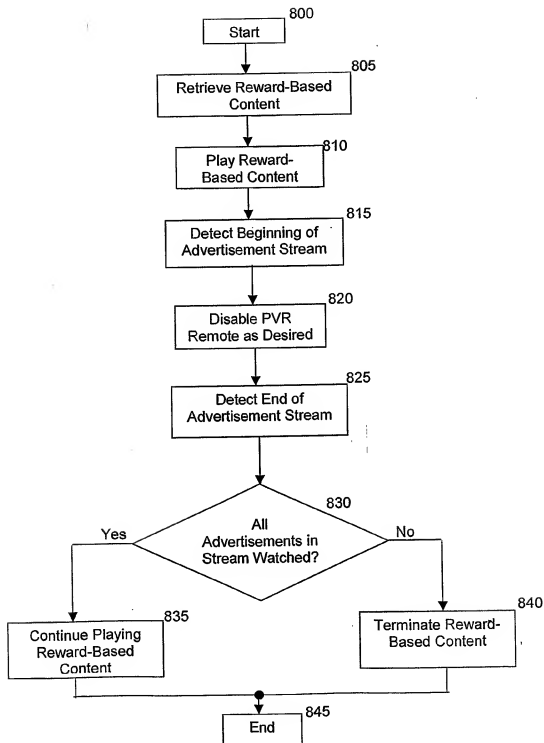 800
Start
805
Retrieve Reward-Based
Content
810
Play Reward-
Based Content
815
Detect Beginning of
Advertisement Stream
820
Disable PVR
Remote as Desired
825
Detect End of
Advertisement Stream
830
All
Advertisements in
Stream Watched?
Yes
No
835
Continue Playing
Reward-Based
Content
840
Terminate Reward-
Based Content
845
End